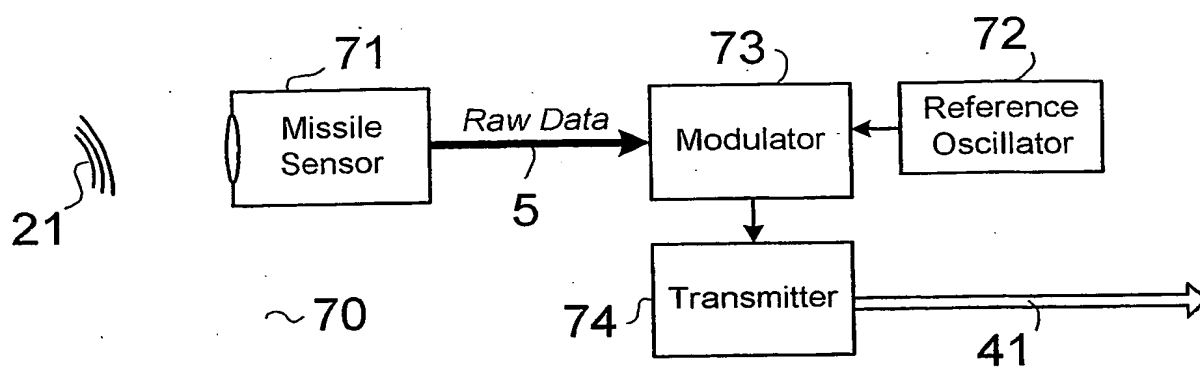 71
73
72
Missile
Sensor
Raw Data
5
Modulator
Reference
Oscillator
21
70
74
Transmitter
41